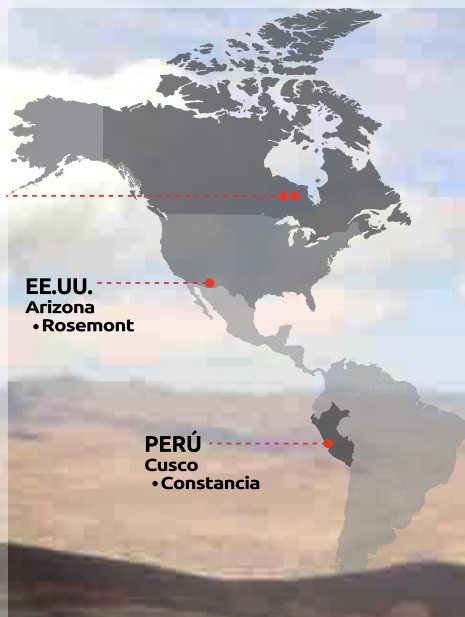 EE.UU.
Arizona
• Rosemont
PERÚ
Cusco
• Constancia